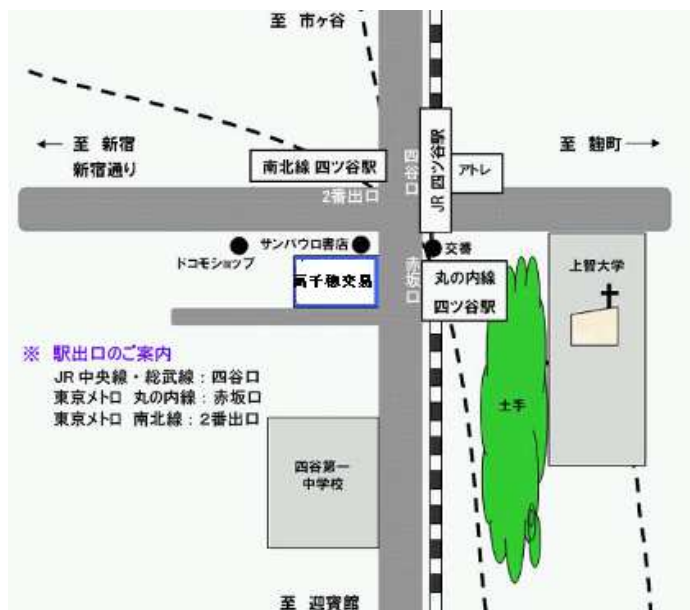 至 市ヶ谷
← 至 新宿
新宿通り
南北線 四ツ谷駅
2番出口
四谷口
JR 四ツ谷駅
アトレ
至 麹町 →
ドコモショップ
サンパウロ書店
高千穂交易
赤坂口
交番
丸の内線
四ツ谷駅
上智大学
※ 駅出口のご案内
JR 中央線・総武線：四谷口
東京メトロ 丸の内線：赤坂口
東京メトロ 南北線：2番出口
土手
四谷第一
中学校
至 迎賓館